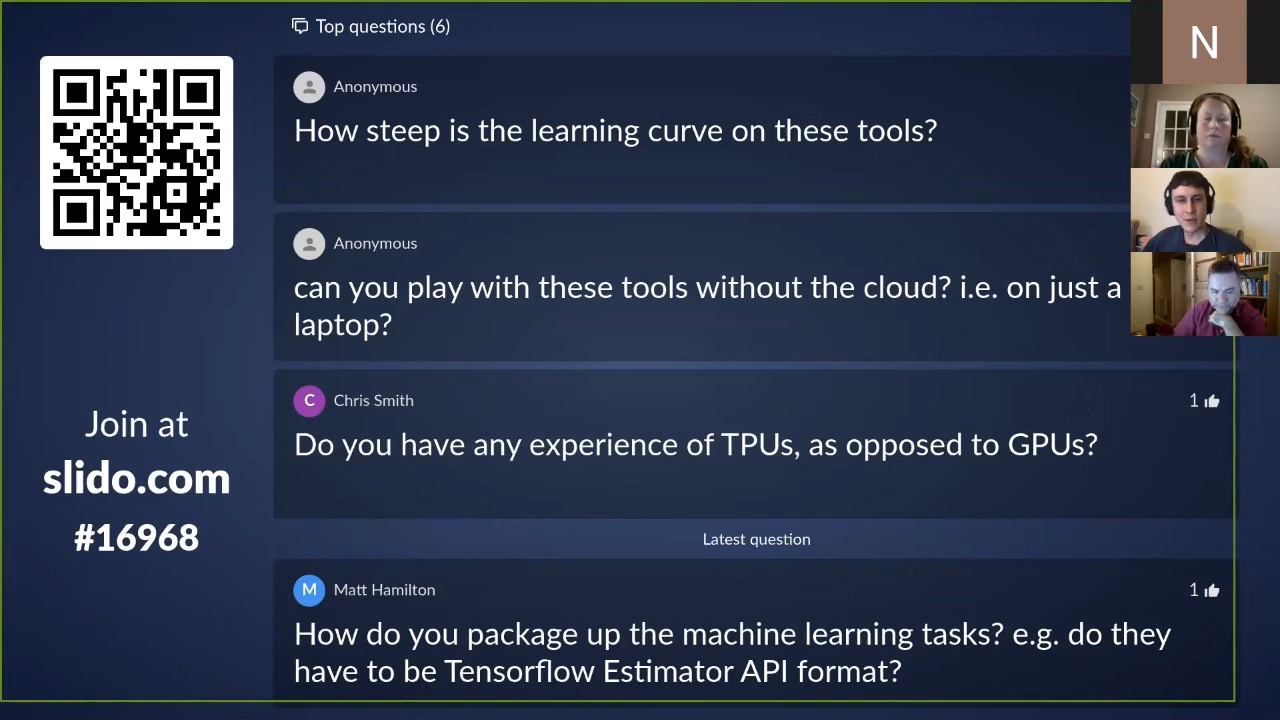 Top questions (6)
Anonymous
How steep is the learning curve on these tools?
Anonymous
can you play with these tools without the cloud? i.e. on just a
laptop?
C Chris Smith
1
Do you have any experience of TPUs, as opposed to GPUs?
Latest question
M Matt Hamilton
1
How do you package up the machine learning tasks? e.g. do they
have to be Tensorflow Estimator API format?
Join at
slido.com
#16968
N